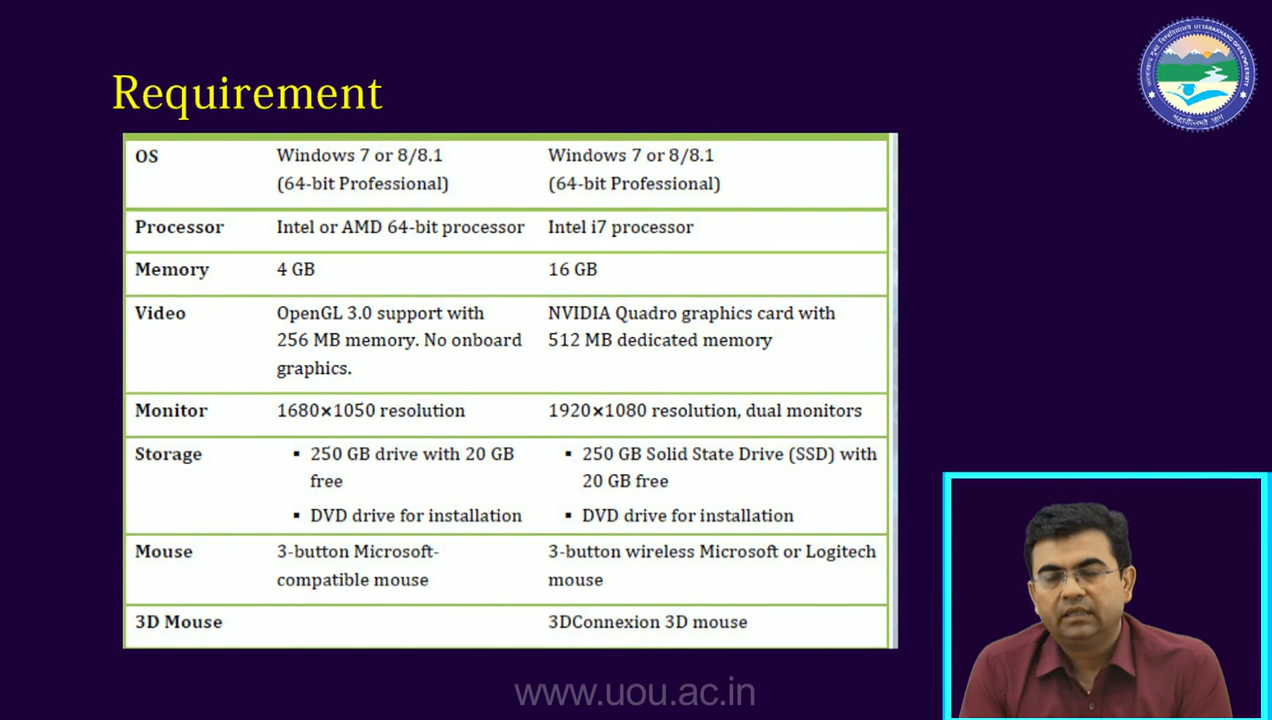 Requirement
OS Windows 7 or 8/8.1 Windows 7 or 8/8.1
(64-bit Professional) (64-bit Professional)
Processor Intel or AMD 64-bit processor Intel i7 processor
Memory 4 GB 16 GB
Video OpenGL 3.0 support with NVIDIA Quadro graphics card with
256 MB memory. No onboard 512 MB dedicated memory
graphics.
Monitor 1680×1050 resolution 1920×1080 resolution, dual monitors
Storage ▪ 250 GB drive with 20 GB ▪ 250 GB Solid State Drive (SSD) with
free 20 GB free
▪ DVD drive for installation ▪ DVD drive for installation
Mouse 3-button Microsoft- 3-button wireless Microsoft or Logitech
compatible mouse mouse
3D Mouse 3DConnexion 3D mouse
www.uou.ac.in
UTTARAKHAND OPEN UNIVERSITY